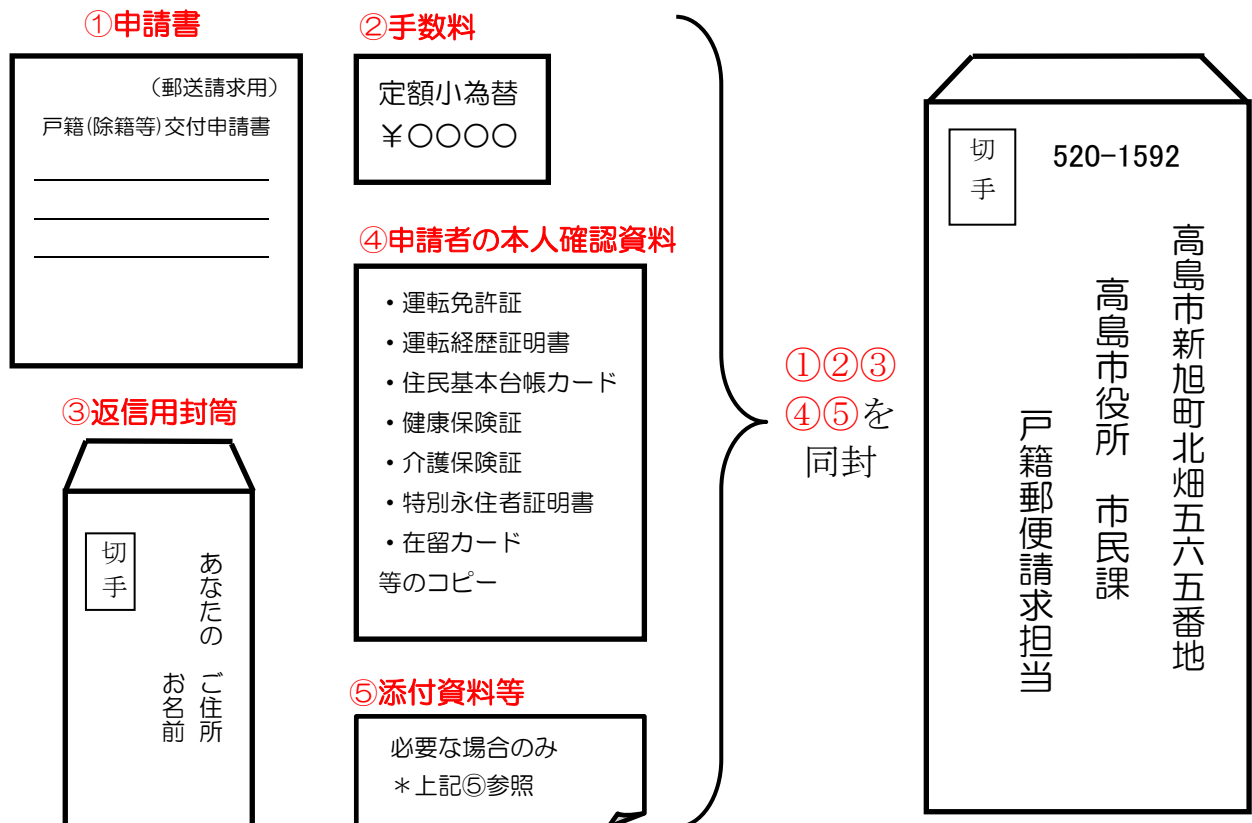 ①申請書
（郵送請求用）
戸籍(除籍等)交付申請書
②手数料
定額小為替
￥〇〇〇〇
③返信用封筒
切
手
あなたの　ご住所
お名前
④申請者の本人確認資料
・運転免許証
・運転経歴証明書
・住民基本台帳カード
・健康保険証
・介護保険証
・特別永住者証明書
・在留カード
等のコピー
⑤添付資料等
必要な場合のみ
＊上記⑤参照
①②③
④⑤を
同封
切
手
520-1592
高島市新旭町北畑五六五番地
高島市役所　市民課
戸籍郵便請求担当